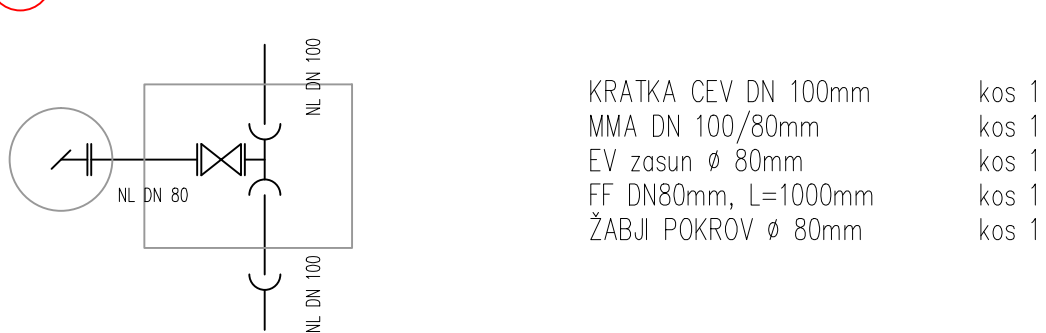 NL DN 100
NL DN 80
NL DN 100
KRATKA CEV DN 100mm kos 1
MMA DN 100/80mm kos 1
EV zasun ø 80mm kos 1
FF DN80mm, L=1000mm kos 1
ŽABJI POKROV ø 80mm kos 1